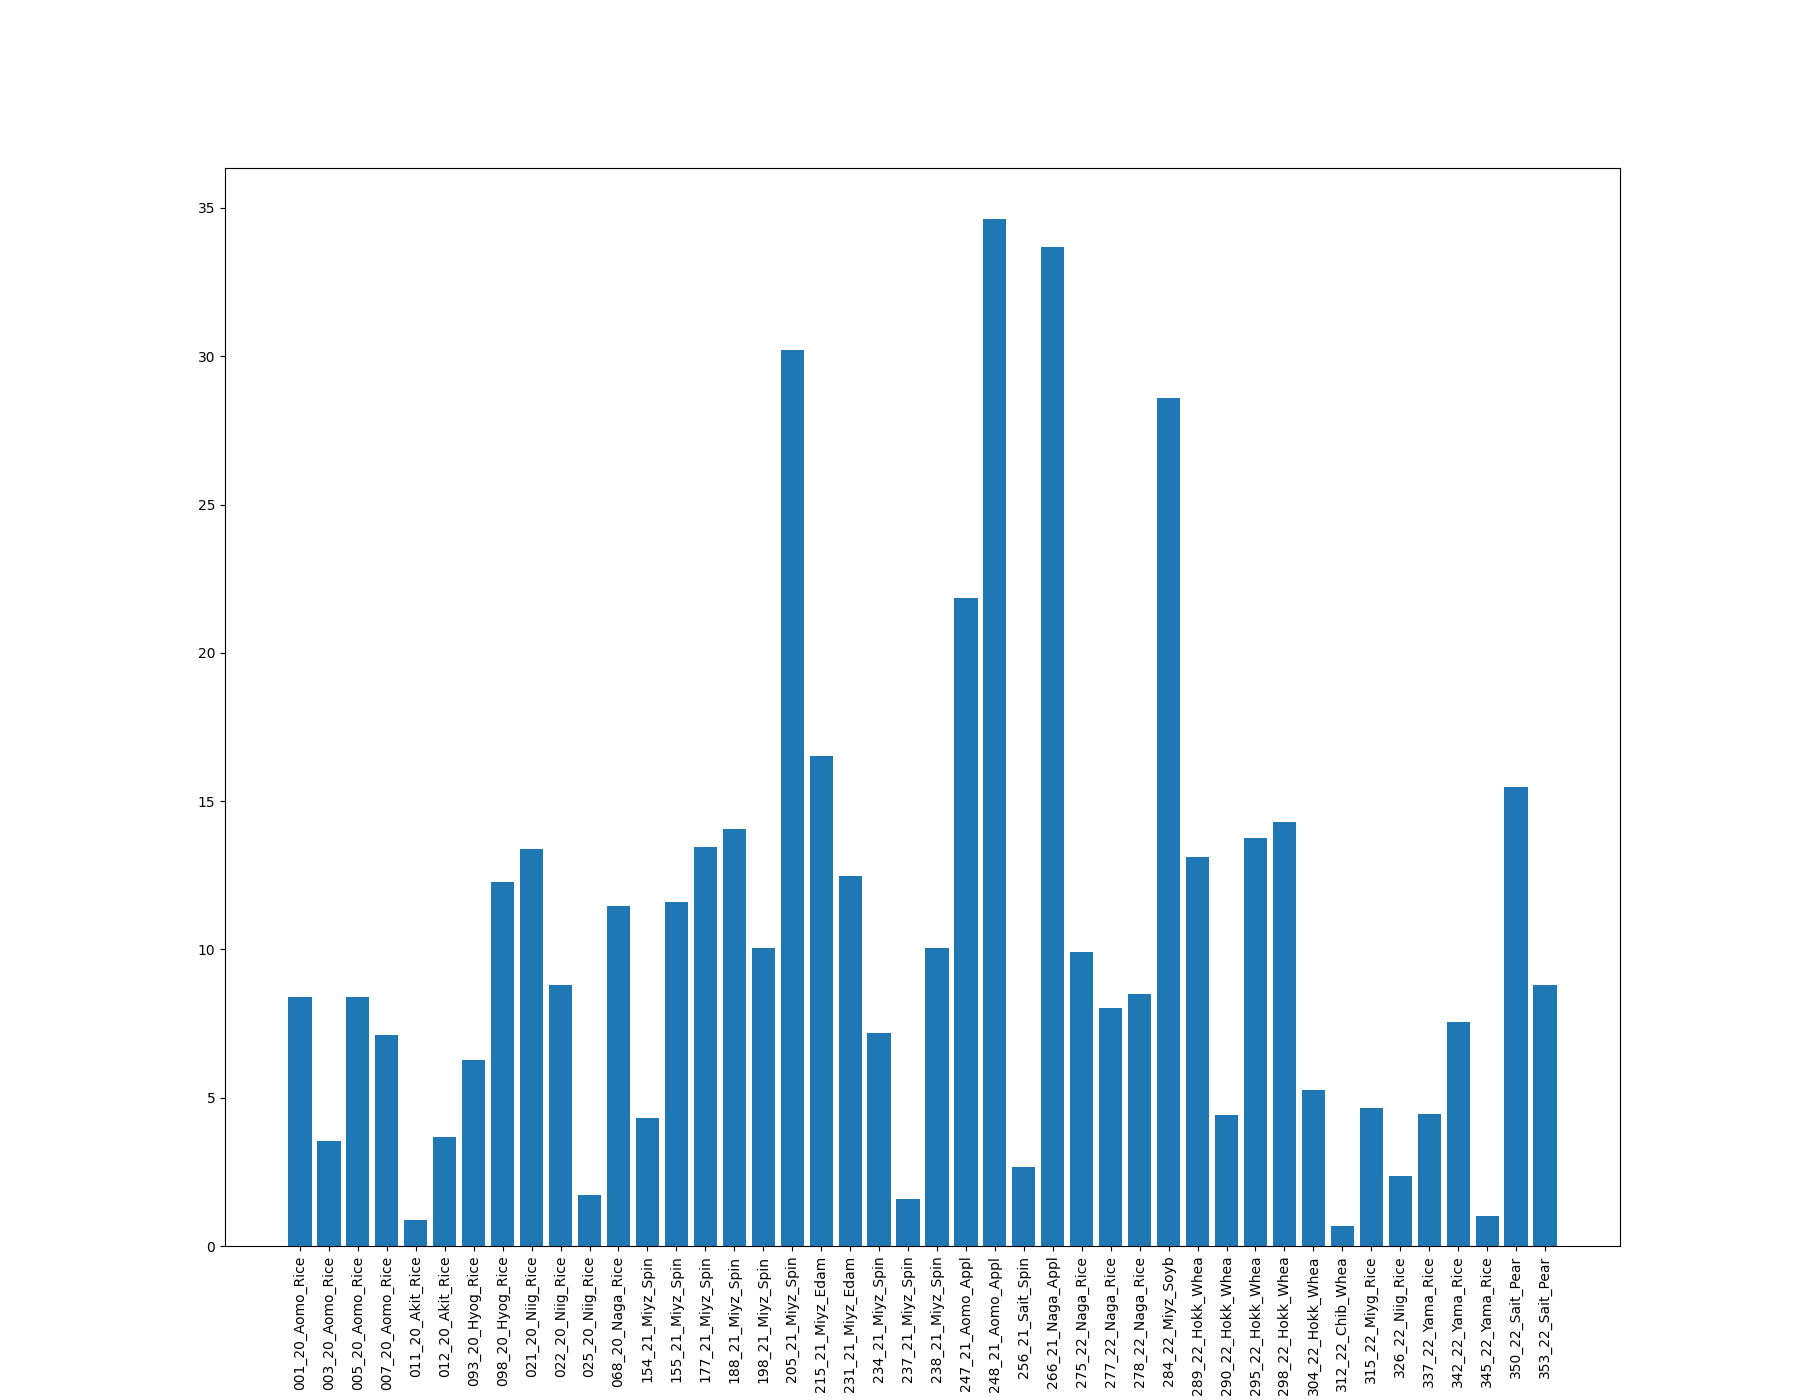 35
30
25
20
15
10
5
0
001_20_Aomo_Rice
003_20_Aomo_Rice
005_20_Aomo_Rice
007_20_Aomo_Rice
011_20_Akit_Rice
012_20_Akit_Rice
093_20_Hyog_Rice
098_20_Hyog_Rice
021_20_Niig_Rice
022_20_Niig_Rice
025_20_Niig_Rice
068_20_Naga_Rice
154_21_Miyz_Spin
155_21_Miyz_Spin
177_21_Miyz_Spin
188_21_Miyz_Spin
198_21_Miyz_Spin
205_21_Miyz_Spin
215_21_Miyz_Edam
231_21_Miyz_Edam
234_21_Miyz_Spin
237_21_Miyz_Spin
238_21_Miyz_Spin
247_21_Aomo_Appl
248_21_Aomo_Appl
256_21_Sait_Spin
266_21_Naga_Appl
275_22_Naga_Rice
277_22_Naga_Rice
278_22_Naga_Rice
284_22_Miyz_Soyb
289_22_Hokk_Whea
290_22_Hokk_Whea
295_22_Hokk_Whea
298_22_Hokk_Whea
304_22_Hokk_Whea
312_22_Chib_Whea
315_22_Miyg_Rice
326_22_Niig_Rice
337_22_Yama_Rice
342_22_Yama_Rice
345_22_Yama_Rice
350_22_Sait_Pear
353_22_Sait_Pear